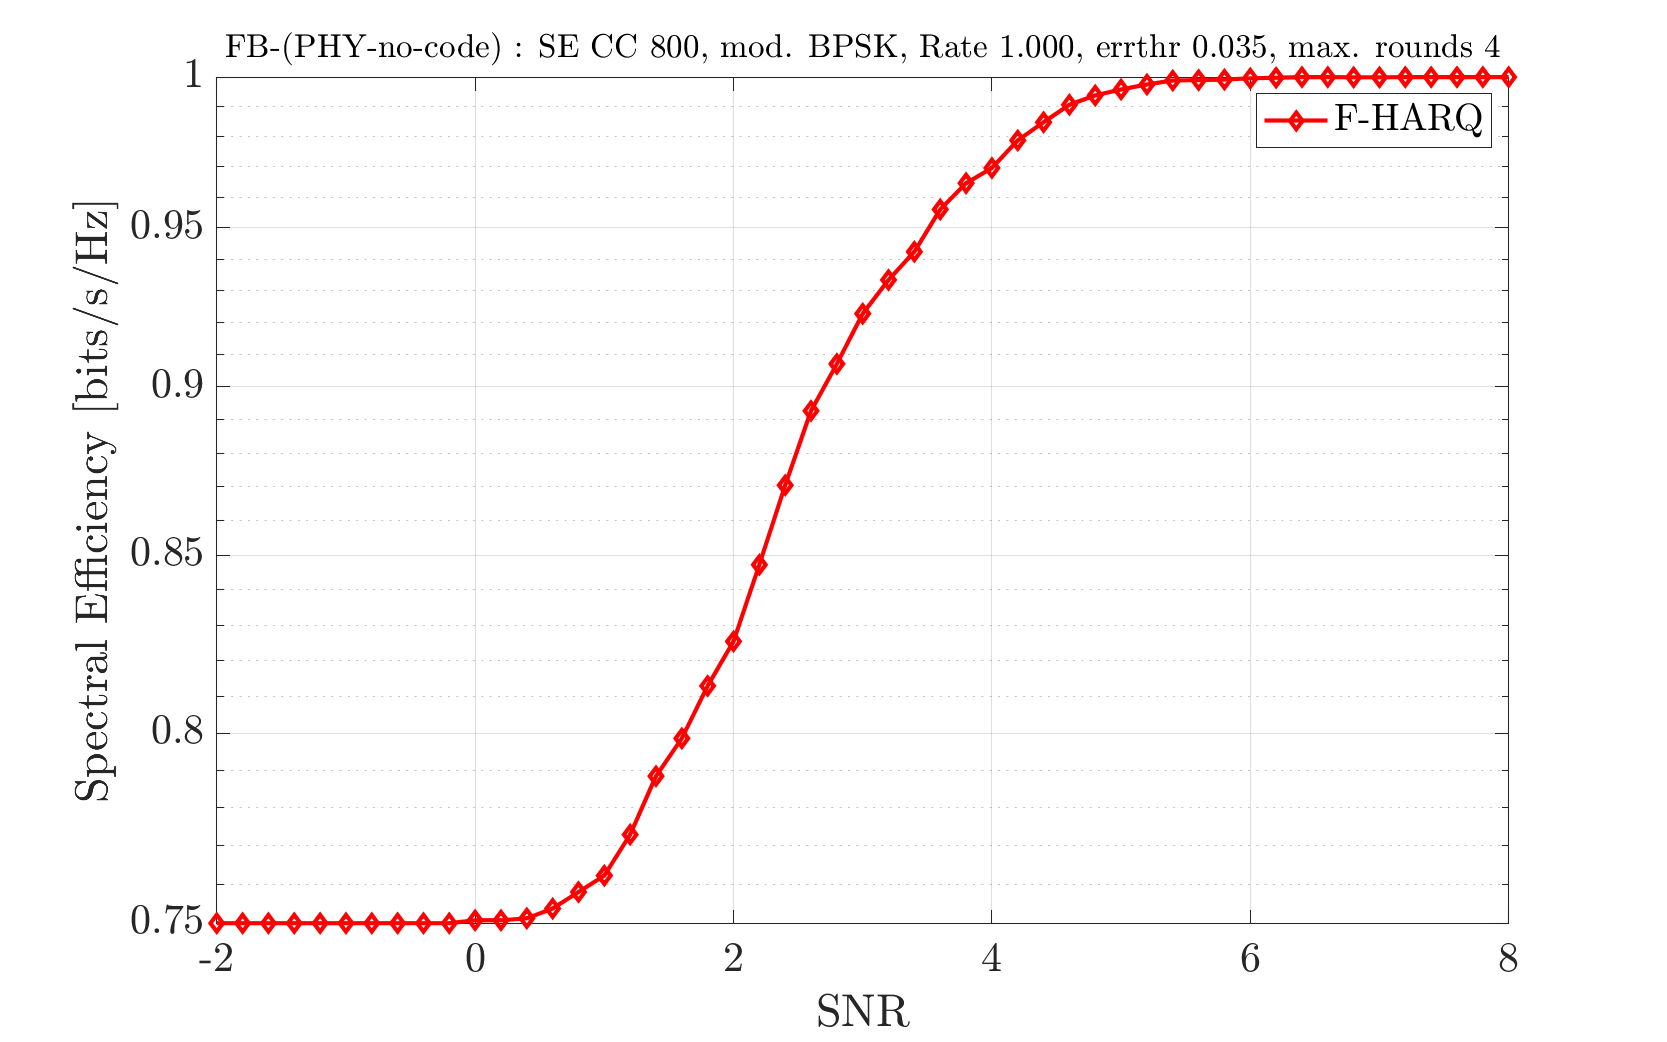 FB-(PHY-no-code) : SE CC 800, mod. BPSK, Rate 1.000, errthr 0.035, max. rounds 4
1
F-HARQ
0.95
0.9
0.85
0.8
0.75
Spectral Efficiency [bits/s/Hz]
-2 0 2 4 6 8
SNR